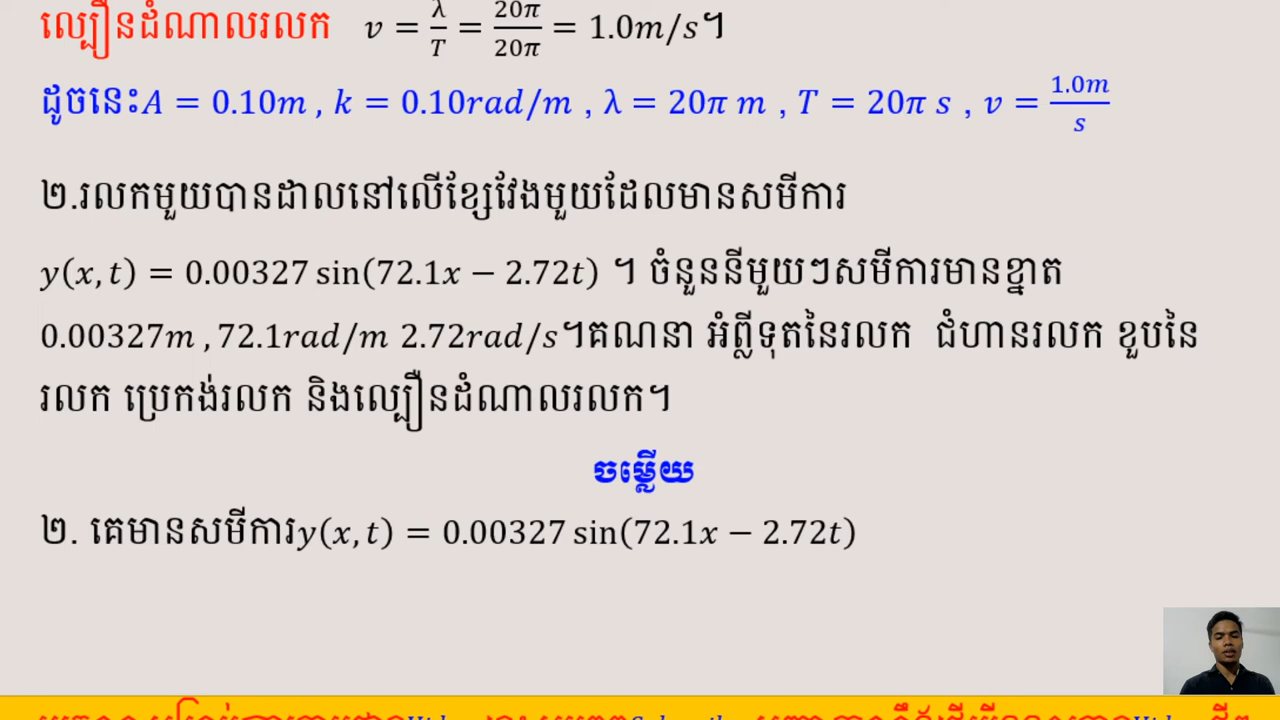 ល្បឿនដំណាលរលក v = λ/T = 20π/20π = 1.0m/s។
ដូចនេះA = 0.10m , k = 0.10rad/m , λ = 20π m , T = 20π s , v = 1.0m/s
២.រលកមួយបានដាលនៅលើខ្សែវែងមួយដែលមានសមីការ
y(x, t) = 0.00327 sin(72.1x − 2.72t) ។ ចំនួននីមួយៗសមីការមានខ្នាត
0.00327m , 72.1rad/m 2.72rad/s។គណនា អំព្លីទុតនៃរលក ជំហានរលក ខួបនៃ
រលក ប្រេកង់រលក និងល្បឿនដំណាលរលក។
ចម្លើយ
២. គេមានសមីការy(x, t) = 0.00327 sin(72.1x − 2.72t)